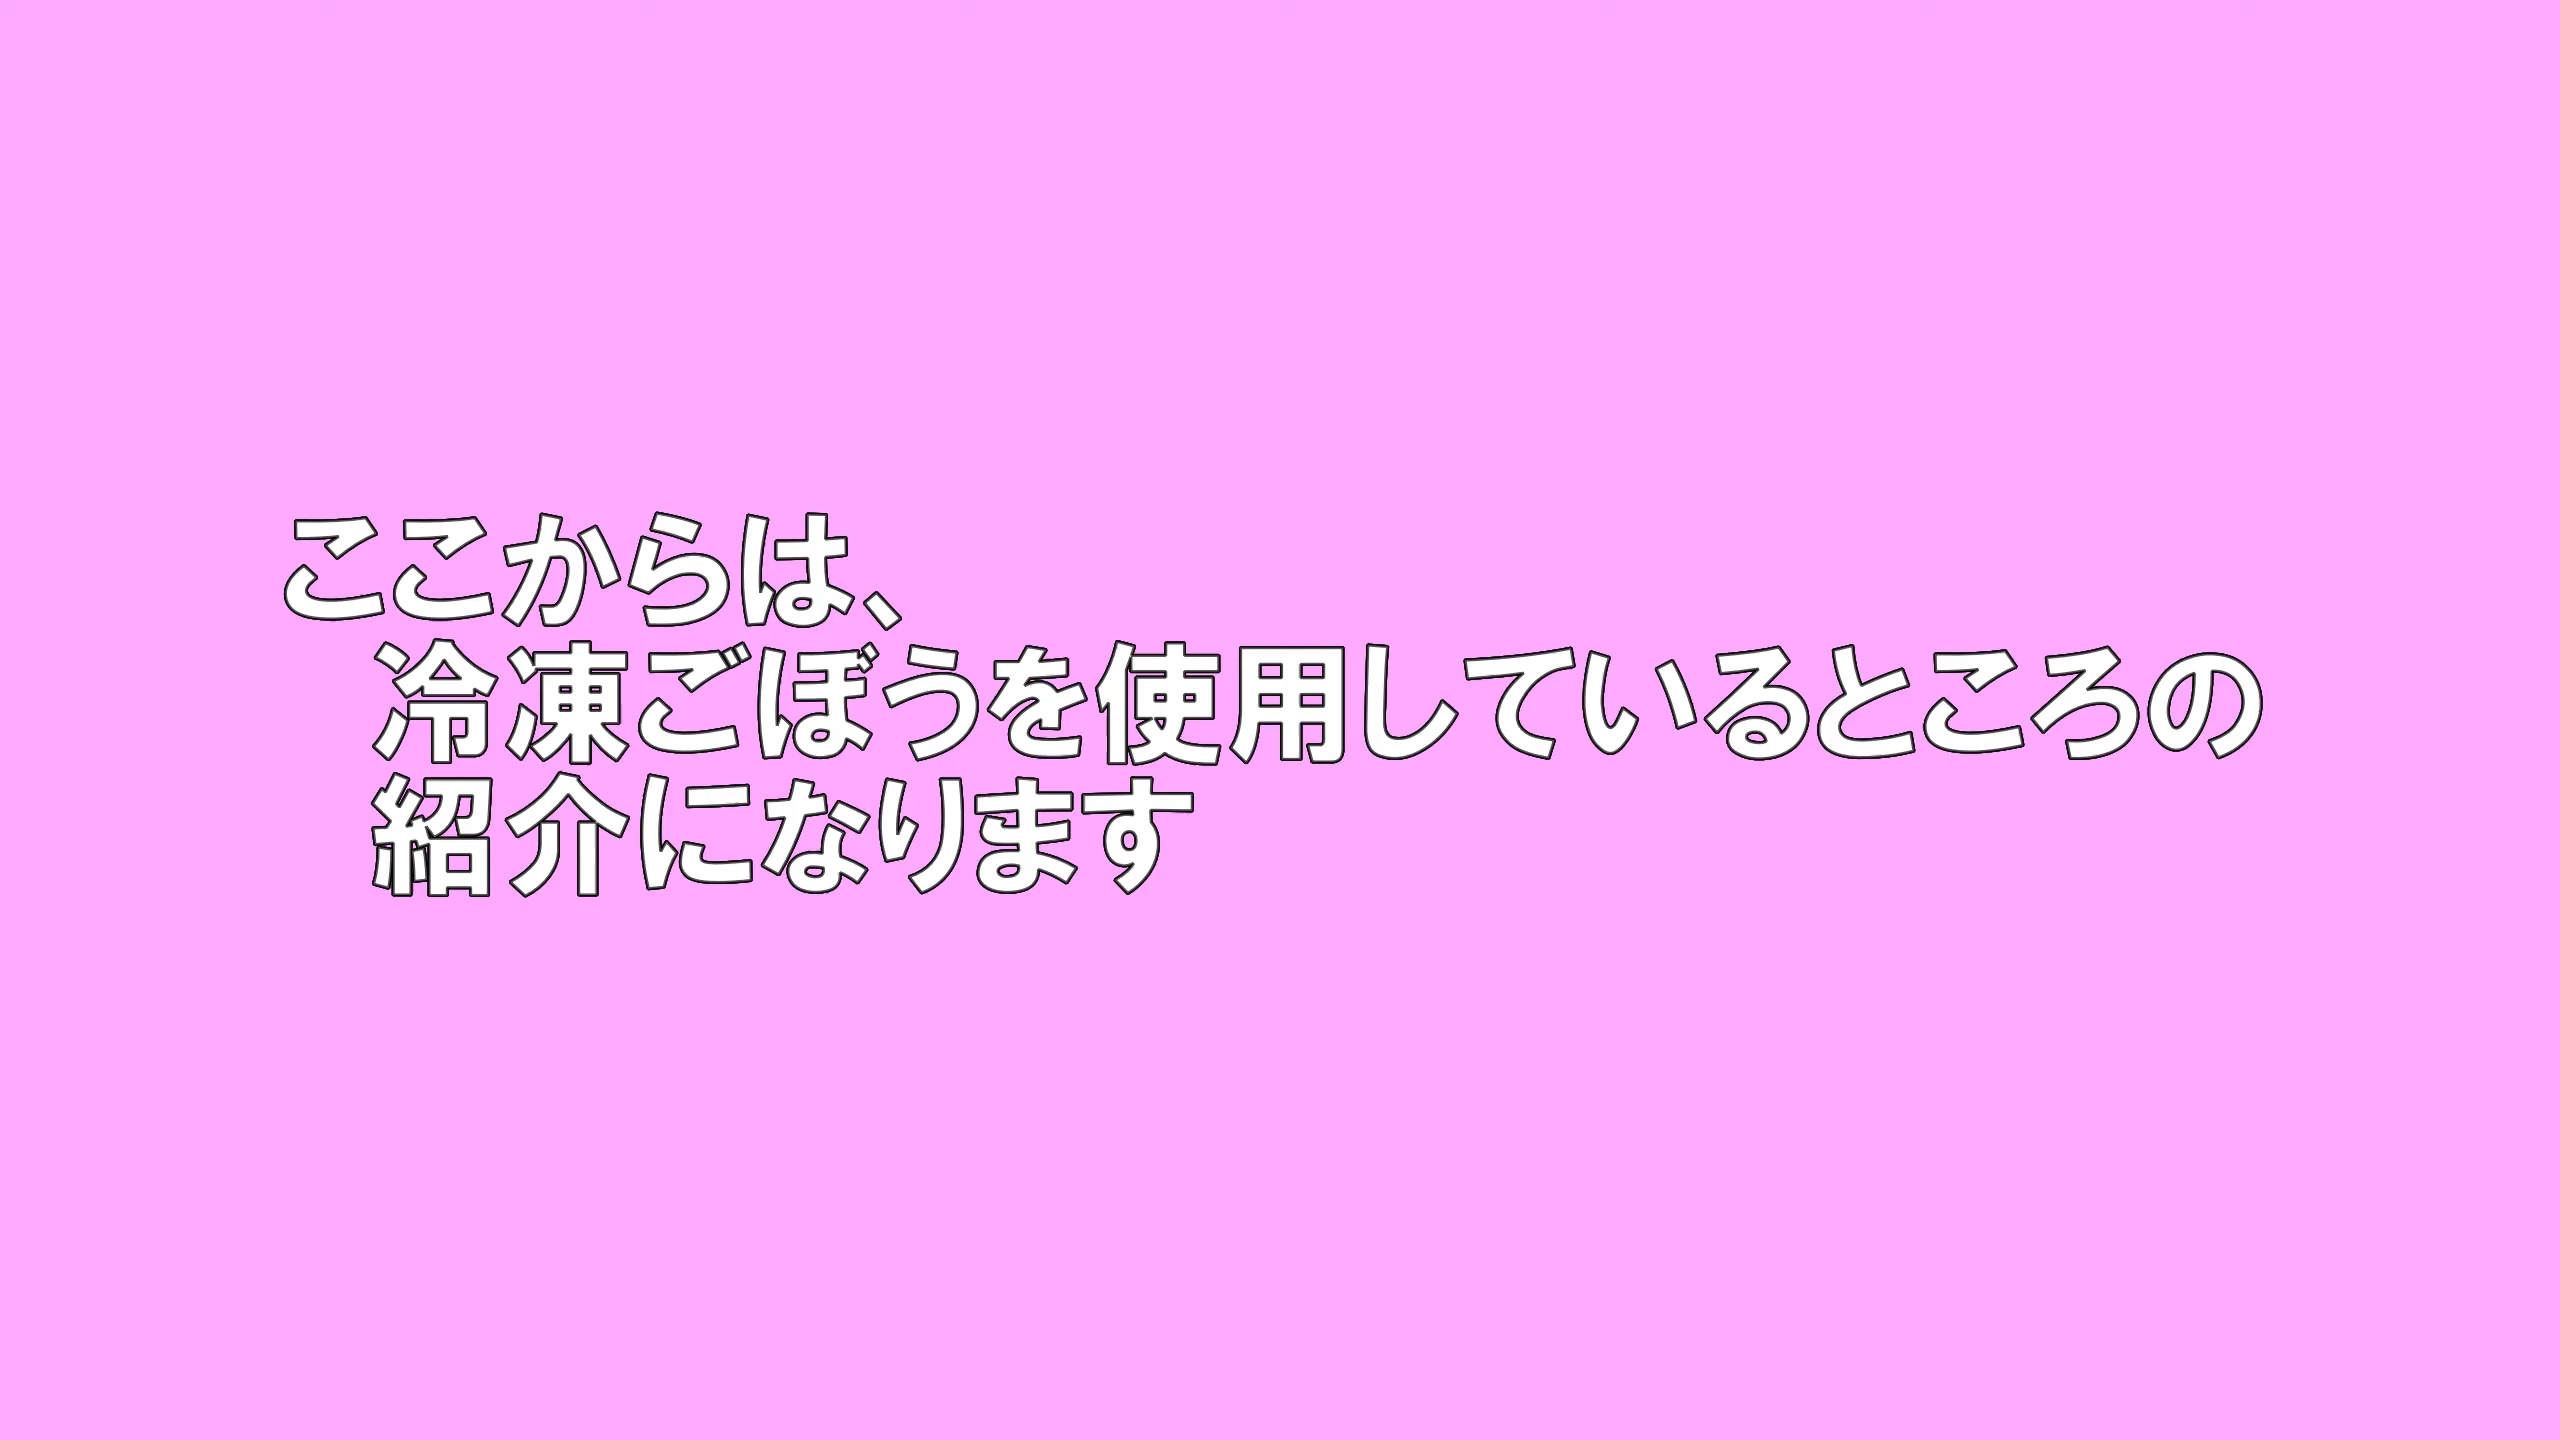 ここからは、
冷凍ごぼうを使用しているところの
紹介になります